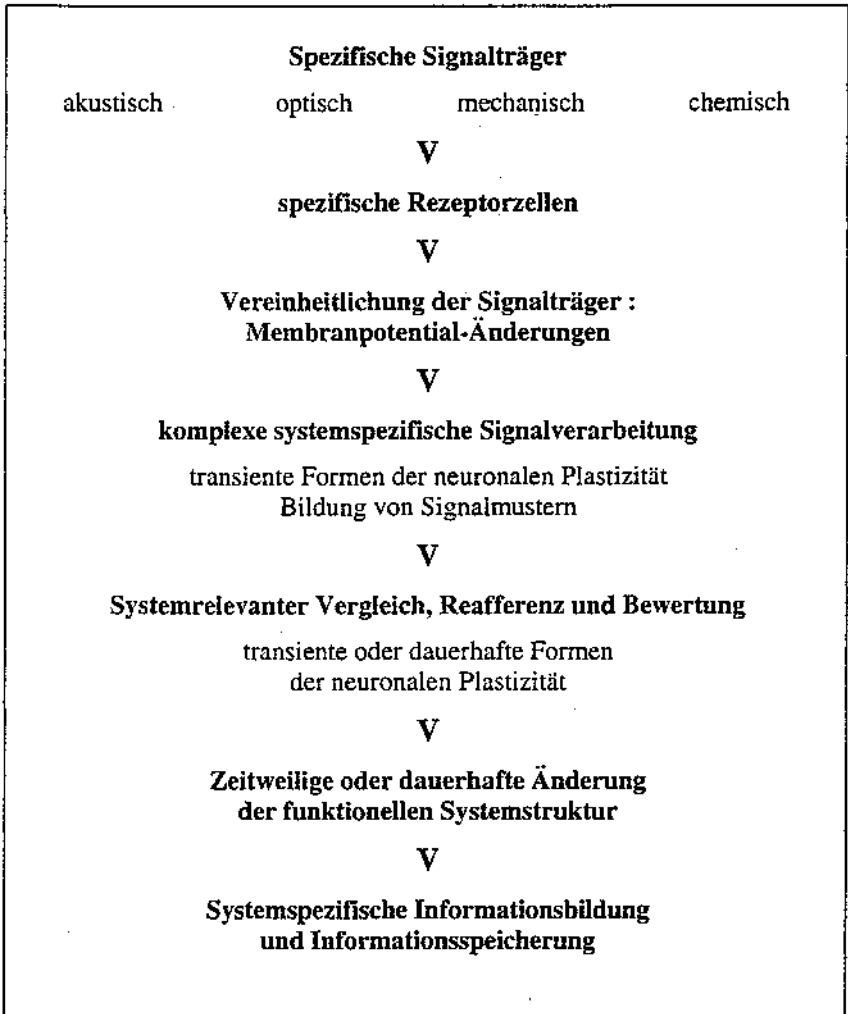 Spezifische Signalträger
akustisch optisch mechanisch chemisch
V
spezifische Rezeptorzellen
V
Vereinheitlichung der Signalträger :
Membranpotential-Änderungen
V
komplexe systemspezifische Signalverarbeitung
transiente Formen der neuronalen Plastizität
Bildung von Signalmustern
V
Systemrelevanter Vergleich, Reafferenz und Bewertung
transiente oder dauerhafte Formen
der neuronalen Plastizität
V
Zeitweilige oder dauerhafte Änderung
der funktionellen Systemstruktur
V
Systemspezifische Informationsbildung
und Informationsspeicherung